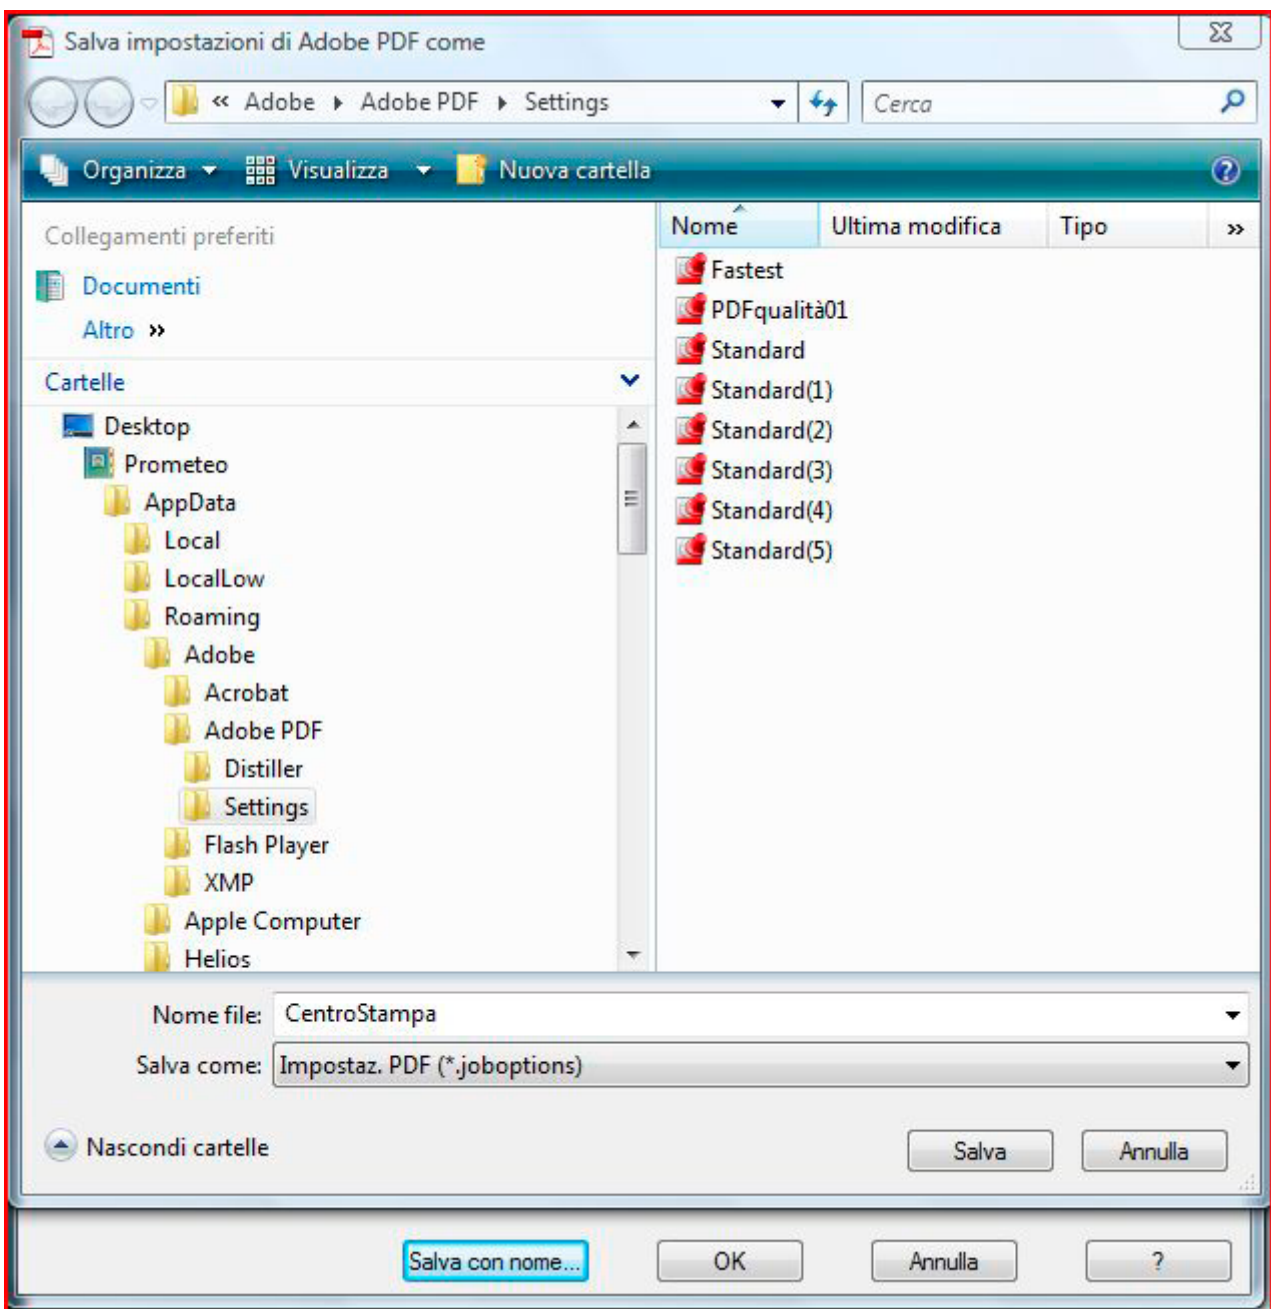 Salva impostazioni di Adobe PDF come
« Adobe ▸ Adobe PDF ▸ Settings
Cerca
Organizza Visualizza Nuova cartella ?
Collegamenti preferiti
Documenti
Altro »
Cartelle
Desktop
Prometeo
AppData
Local
LocalLow
Roaming
Adobe
Acrobat
Adobe PDF
Distiller
Settings
Flash Player
XMP
Apple Computer
Helios
Nome Ultima modifica Tipo »
Fastest
PDFqualità01
Standard
Standard(1)
Standard(2)
Standard(3)
Standard(4)
Standard(5)
Nome file: CentroStampa
Salva come: Impostaz. PDF (*.joboptions)
Nascondi cartelle Salva Annulla
Salva con nome... OK Annulla ?